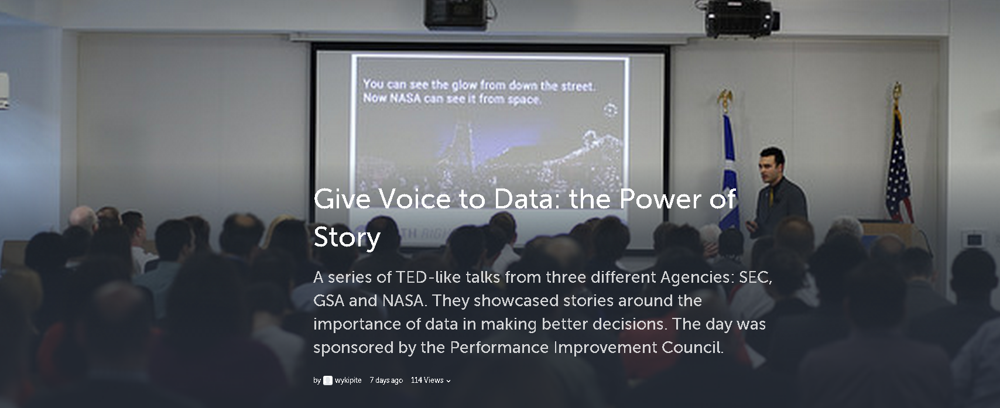 You can see the glow from down the street.
Now NASA can see it from space.
Give Voice to Data: the Power of
Story
A series of TED-like talks from three different Agencies: SEC,
GSA and NASA. They showcased stories around the
importance of data in making better decisions. The day was
sponsored by the Performance Improvement Council.
by wykipite 7 days ago 114 Views